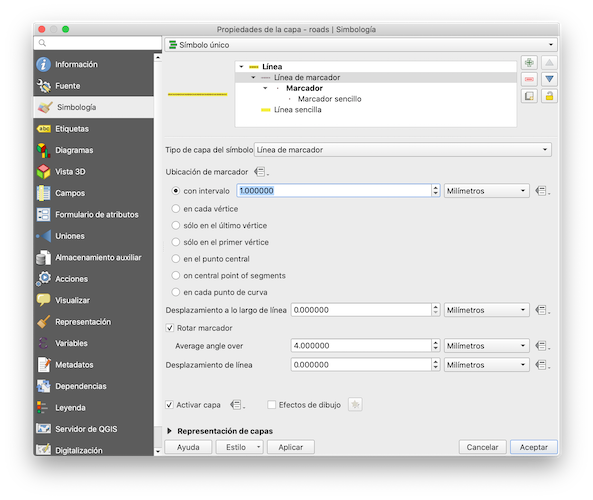 Propiedades de la capa - roads | Simbología
Símbolo único
Información
Fuente
Simbología
Etiquetas
Diagramas
Vista 3D
Campos
Formulario de atributos
Uniones
Almacenamiento auxiliar
Acciones
Visualizar
Representación
Variables
Metadatos
Dependencias
Leyenda
Servidor de QGIS
Digitalización
Línea
Línea de marcador
Marcador
Marcador sencillo
Línea sencilla
Tipo de capa del símbolo Línea de marcador
Ubicación de marcador
con intervalo 1.000000 Milímetros
en cada vértice
sólo en el último vértice
sólo en el primer vértice
en el punto central
on central point of segments
en cada punto de curva
Desplazamiento a lo largo de línea 0.000000 Milímetros
Rotar marcador
Average angle over 4.000000 Milímetros
Desplazamiento de línea 0.000000 Milímetros
Activar capa Efectos de dibujo
Representación de capas
Ayuda Estilo Aplicar Cancelar Aceptar